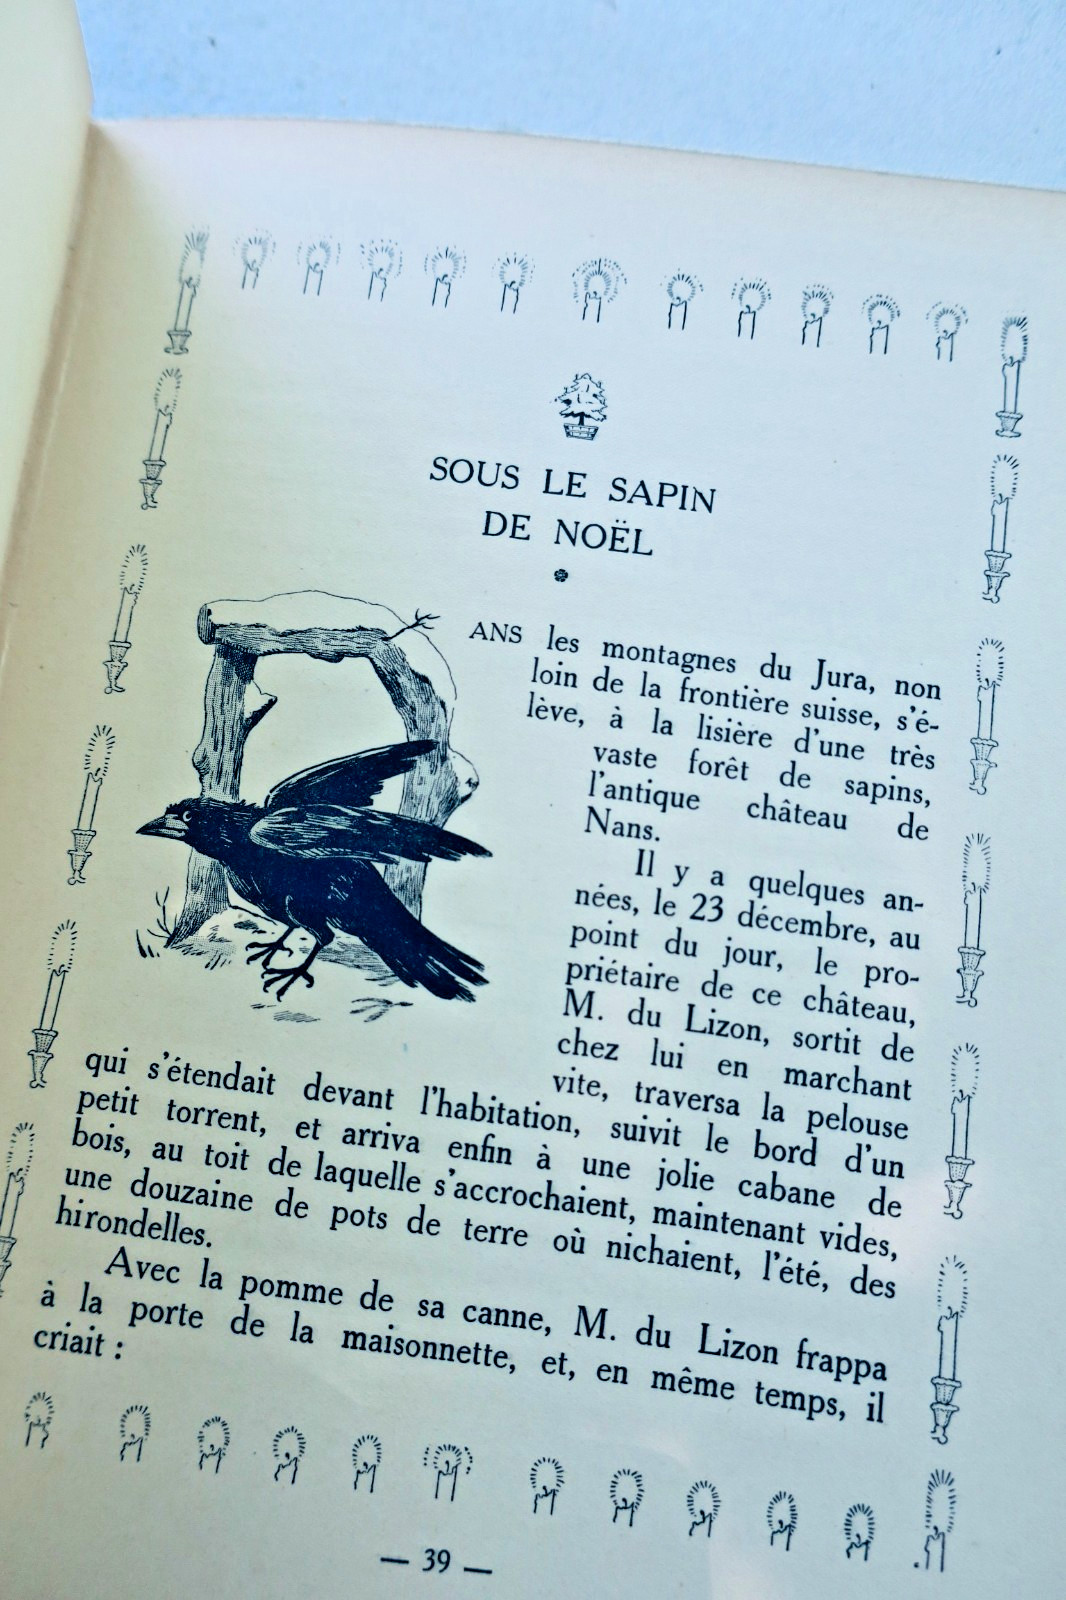 SOUS LE SAPIN
DE NOËL
DANS les montagnes du Jura, non
loin de la frontière suisse, s'é-
lève, à la lisière d'une très
vaste forêt de sapins,
l'antique château de
Nans.
Il y a quelques an-
nées, le 23 décembre, au
point du jour, le pro-
priétaire de ce château,
M. du Lizon, sortit de
chez lui en marchant
vite, traversa la pelouse
qui s'étendait devant l'habitation, suivit le bord d'un
petit torrent, et arriva enfin à une jolie cabane de
bois, au toit de laquelle s'accrochaient, maintenant vides,
une douzaine de pots de terre où nichaient, l'été, des
hirondelles.
Avec la pomme de sa canne, M. du Lizon frappa
à la porte de la maisonnette, et, en même temps, il
criait :
— 39 —